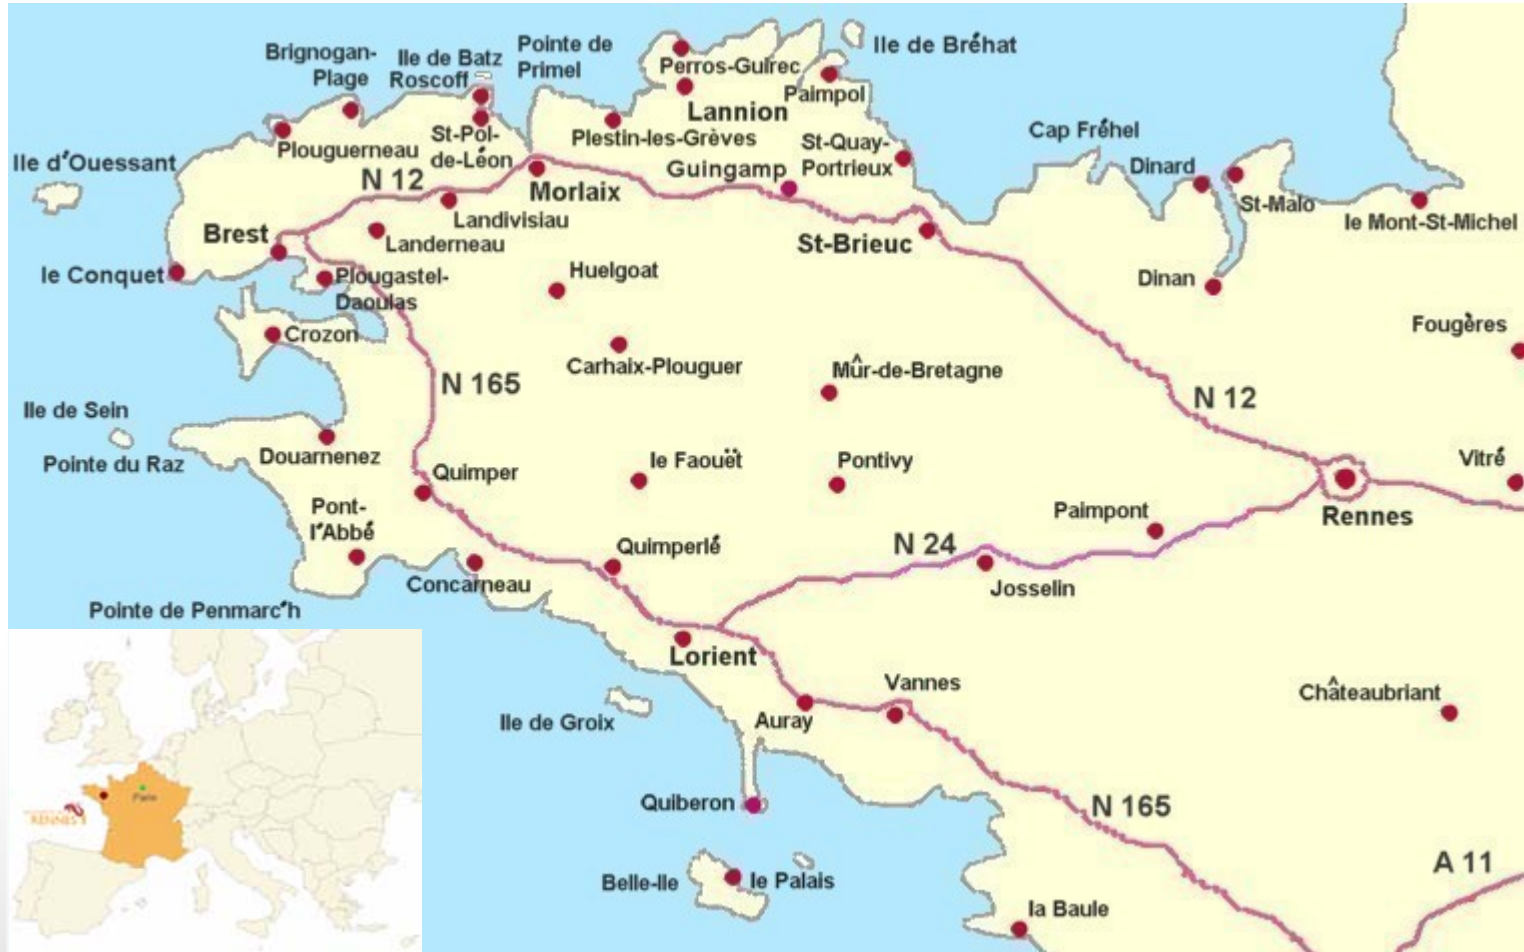 Ile de Bréhat
Brignogan-
Plage
Ile de Batz
Roscoff
Pointe de
Primel
Perros-Guirec
Paimpol
Lannion
Plouguerneau
St-Pol-
de-Léon
Plestin-les-Grèves
St-Quay-
Portrieux
Cap Fréhel
Dinard
Ile d'Ouessant
N 12
Morlaix
Guingamp
St-Malo
le Mont-St-Michel
Landivisiau
Brest
Landerneau
St-Brieuc
le Conquet
Plougastel-
Daoulas
Huelgoat
Dinan
Crozon
Carhaix-Plouguer
Fougères
N 165
Mûr-de-Bretagne
N 12
Ile de Sein
Pointe du Raz
Douarnenez
Quimper
le Faouët
Pontivy
Vitré
Pont-
l'Abbé
Paimpont
Rennes
Quimperlé
N 24
Concarneau
Josselin
Pointe de Penmarc'h
Lorient
Vannes
Châteaubriant
Ile de Groix
Auray
Quiberon
N 165
Belle-Ile
le Palais
A 11
la Baule
Paris
RENNES 1